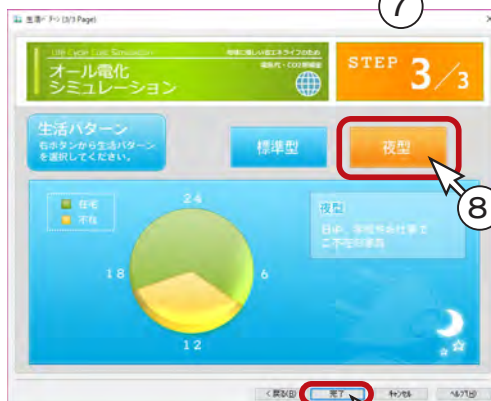 ⑦
生活パターン (3/3 Page)
Life Cycle Cost Simulation
オール電化
シミュレーション
地球に優しい省エネライフのため
電気代・CO2削減
STEP 3/3
生活パターン
右ボタンから生活パターン
を選択してください。
標準型
夜型
⑧
在宅
不在
24
18
6
12
夜型
日中、学校やお仕事で
ご不在の家庭
< 戻る(B)
完了
キャンセル
ヘルプ(H)